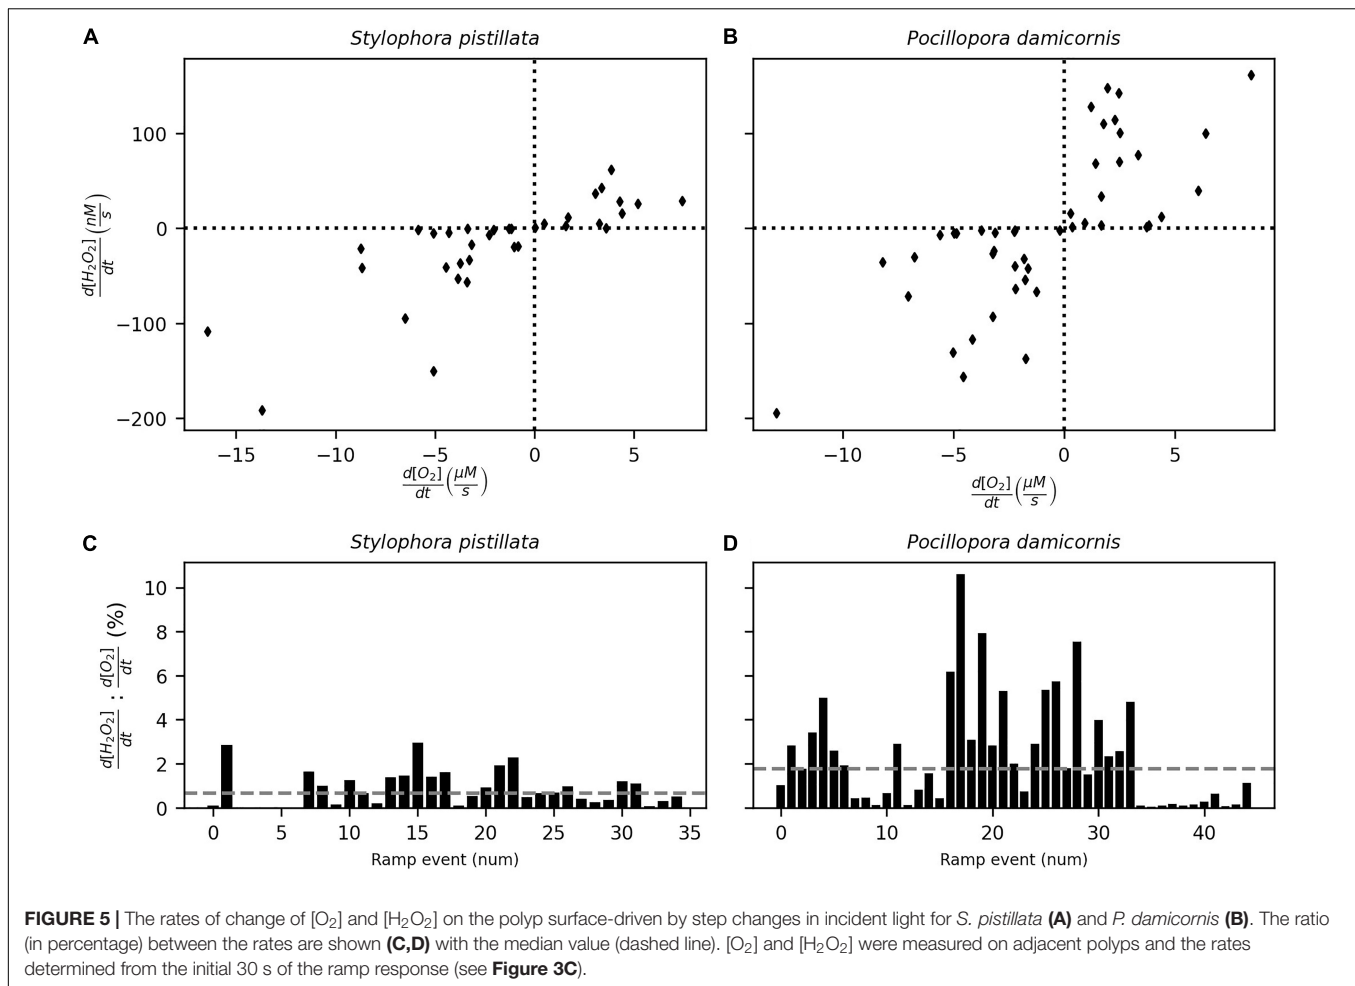 A
Stylophora pistillata
B
Pocillopora damicornis
100
0
−100
−200
d[H₂O₂]/dt (nM/s)
−15 −10 −5 0 5
d[O₂]/dt (μM/s)
−10 −5 0 5
d[O₂]/dt (μM/s)
C
Stylophora pistillata
D
Pocillopora damicornis
10
8
6
4
2
0
d[H₂O₂]/dt : d[O₂]/dt (%)
0 5 10 15 20 25 30 35
Ramp event (num)
0 10 20 30 40
Ramp event (num)
FIGURE 5 | The rates of change of [O₂] and [H₂O₂] on the polyp surface-driven by step changes in incident light for S. pistillata (A) and P. damicornis (B). The ratio
(in percentage) between the rates are shown (C,D) with the median value (dashed line). [O₂] and [H₂O₂] were measured on adjacent polyps and the rates
determined from the initial 30 s of the ramp response (see Figure 3C).